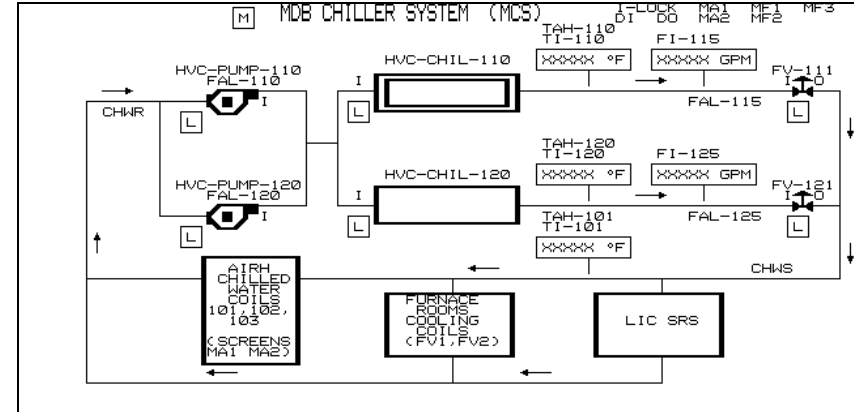 M
MDB CHILLER SYSTEM (MCS)
I-LOCK MA1 MF1 MF3
DI DO MA2 MF2
TAH-110
TI-110
FI-115
XXXXX °F
XXXXX GPM
HVC-PUMP-110
FAL-110
I
L
HVC-CHIL-110
I
L
FV-111
I O
L
FAL-115
CHWR
TAH-120
TI-120
FI-125
XXXXX °F
XXXXX GPM
HVC-PUMP-120
FAL-120
I
L
HVC-CHIL-120
I
L
FV-121
I O
L
FAL-125
TAH-101
TI-101
XXXXX °F
CHWS
AIRH
CHILLED
WATER
COILS
101,102,
103
(SCREENS
MA1 MA2)
FURNACE
ROOMS
COOLING
COILS
(FV1,FV2)
LIC SRS